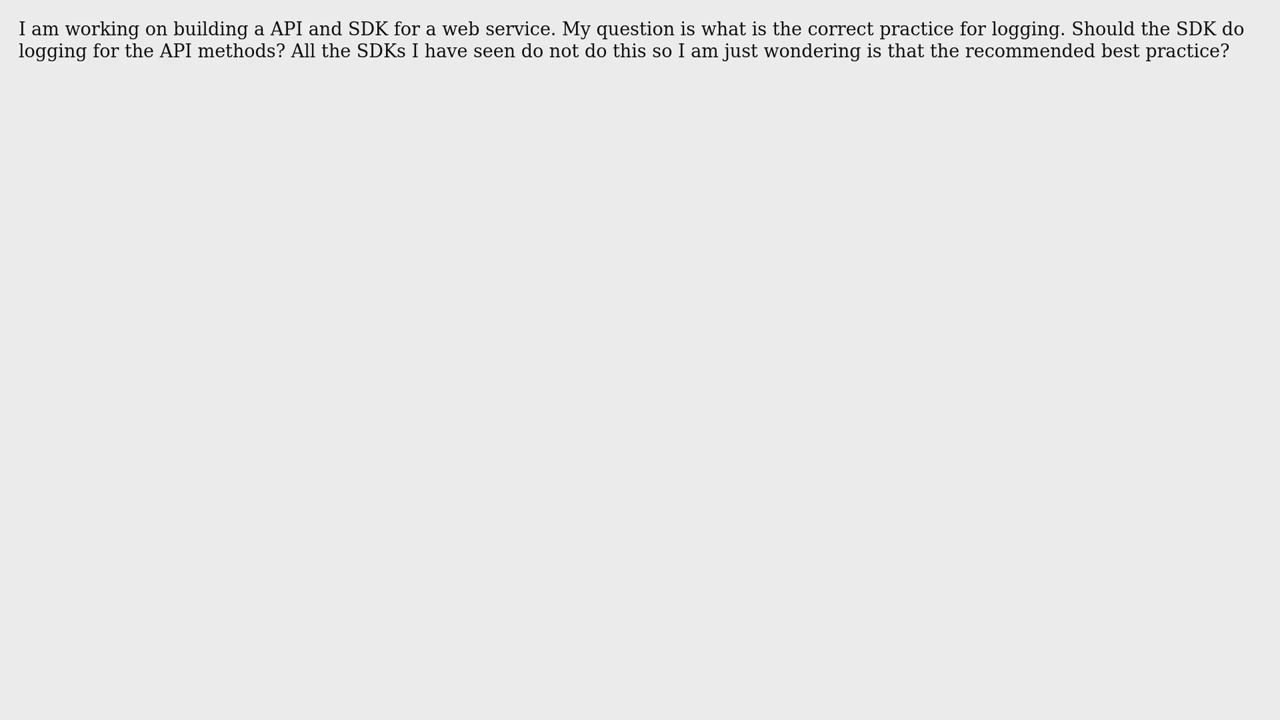 I am working on building a API and SDK for a web service. My question is what is the correct practice for logging. Should the SDK do
logging for the API methods? All the SDKs I have seen do not do this so I am just wondering is that the recommended best practice?